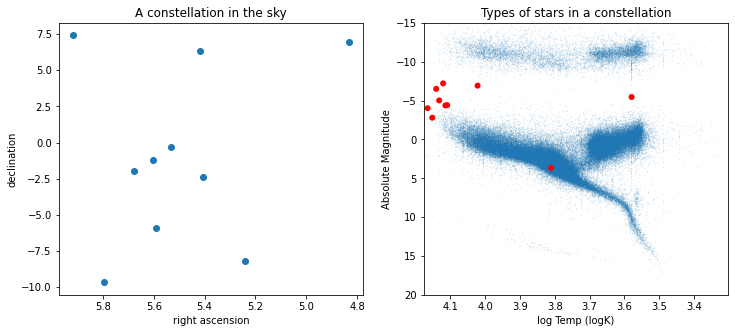 A constellation in the sky
7.5
5.0
2.5
0.0
−2.5
−5.0
−7.5
−10.0
declination
5.8 5.6 5.4 5.2 5.0 4.8
right ascension
Types of stars in a constellation
−15
−10
−5
0
5
10
15
20
Absolute Magnitude
4.1 4.0 3.9 3.8 3.7 3.6 3.5 3.4
log Temp (logK)